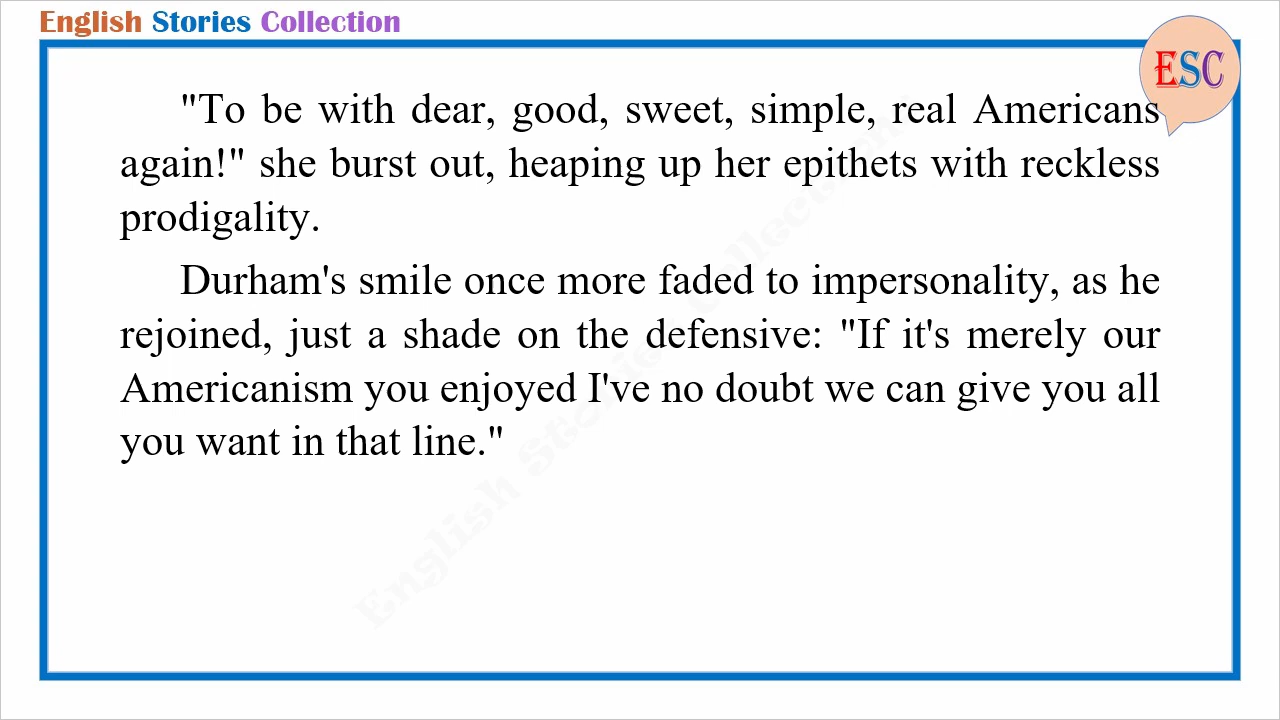 English Stories Collection
ESC
"To be with dear, good, sweet, simple, real Americans
again!" she burst out, heaping up her epithets with reckless
prodigality.
Durham's smile once more faded to impersonality, as he
rejoined, just a shade on the defensive: "If it's merely our
Americanism you enjoyed I've no doubt we can give you all
you want in that line."
English Stories Collection